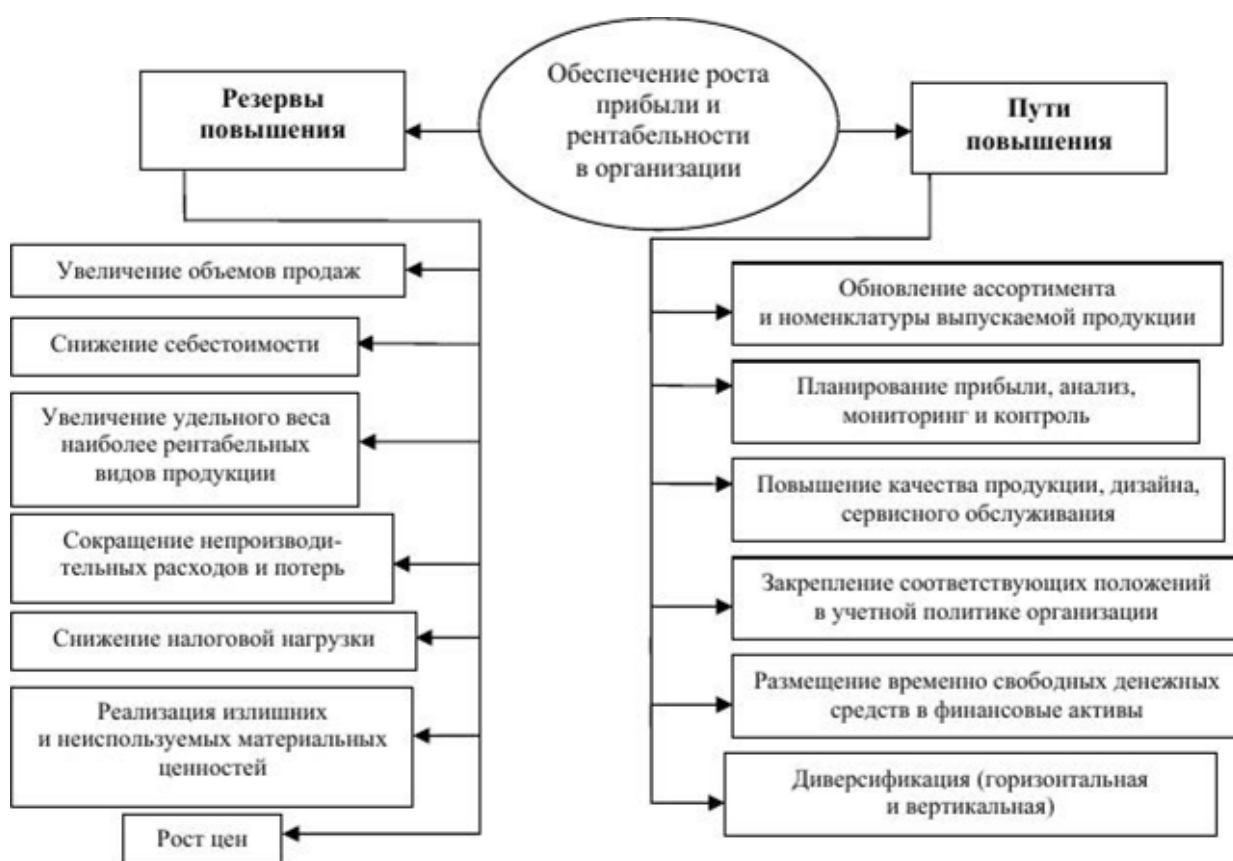 Обеспечение роста
прибыли и
рентабельности
в организации
Резервы
повышения
Увеличение объемов продаж
Снижение себестоимости
Увеличение удельного веса
наиболее рентабельных
видов продукции
Сокращение непроизводи-
тельных расходов и потерь
Снижение налоговой нагрузки
Реализация излишних
и неиспользуемых материальных
ценностей
Рост цен
Пути
повышения
Обновление ассортимента
и номенклатуры выпускаемой продукции
Планирование прибыли, анализ,
мониторинг и контроль
Повышение качества продукции, дизайна,
сервисного обслуживания
Закрепление соответствующих положений
в учетной политике организации
Размещение временно свободных денежных
средств в финансовые активы
Диверсификация (горизонтальная
и вертикальная)